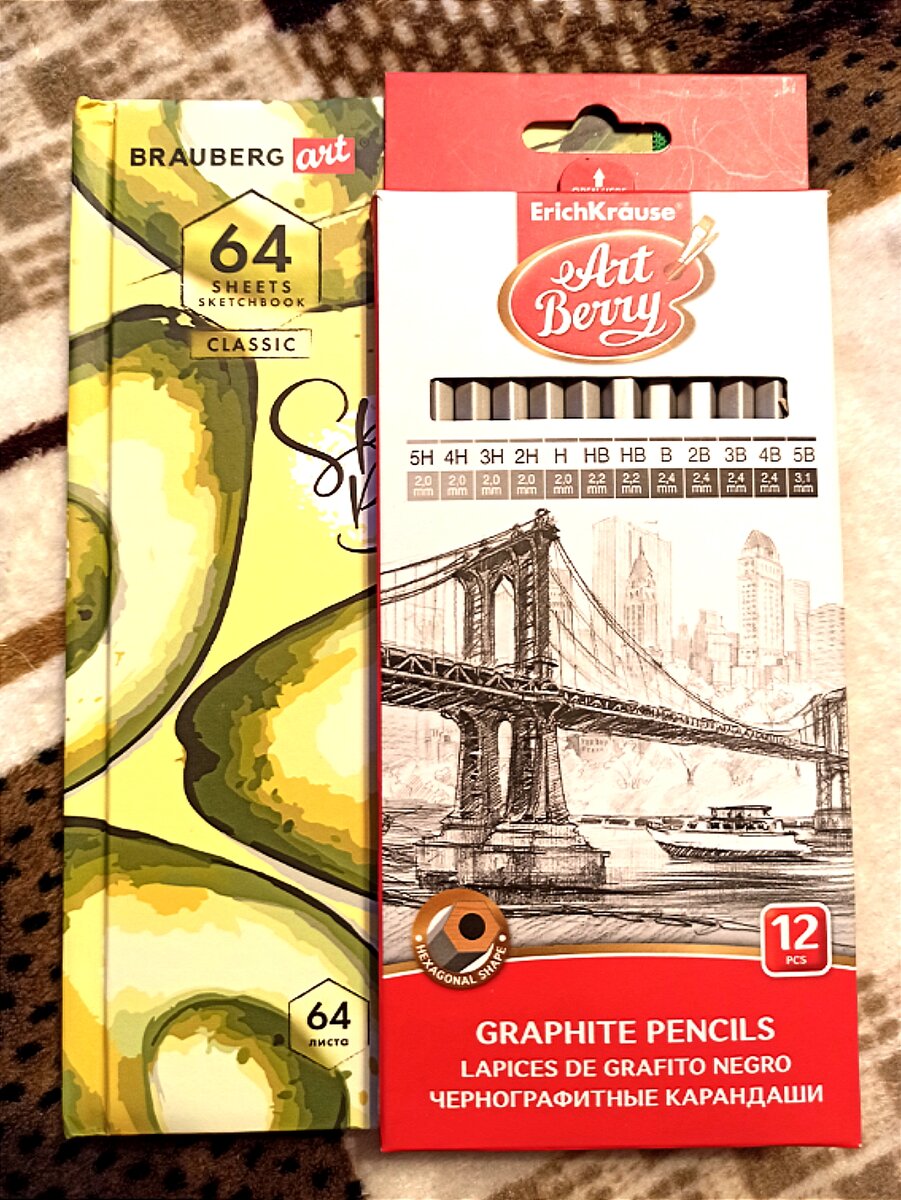 BRAUBERG art
64
SHEETS
SKETCHBOOK
CLASSIC
64
листа
OPEN HERE
ErichKrause®
Art
Berry
5H 4H 3H 2H H HB HB B 2B 3B 4B 5B
2,0 mm 2,0 mm 2,0 mm 2,0 mm 2,0 mm 2,2 mm 2,2 mm 2,4 mm 2,4 mm 2,4 mm 2,4 mm 3,1 mm
HEXAGONAL SHAPE
12
PCS
GRAPHITE PENCILS
LAPICES DE GRAFITO NEGRO
ЧЕРНОГРАФИТНЫЕ КАРАНДАШИ